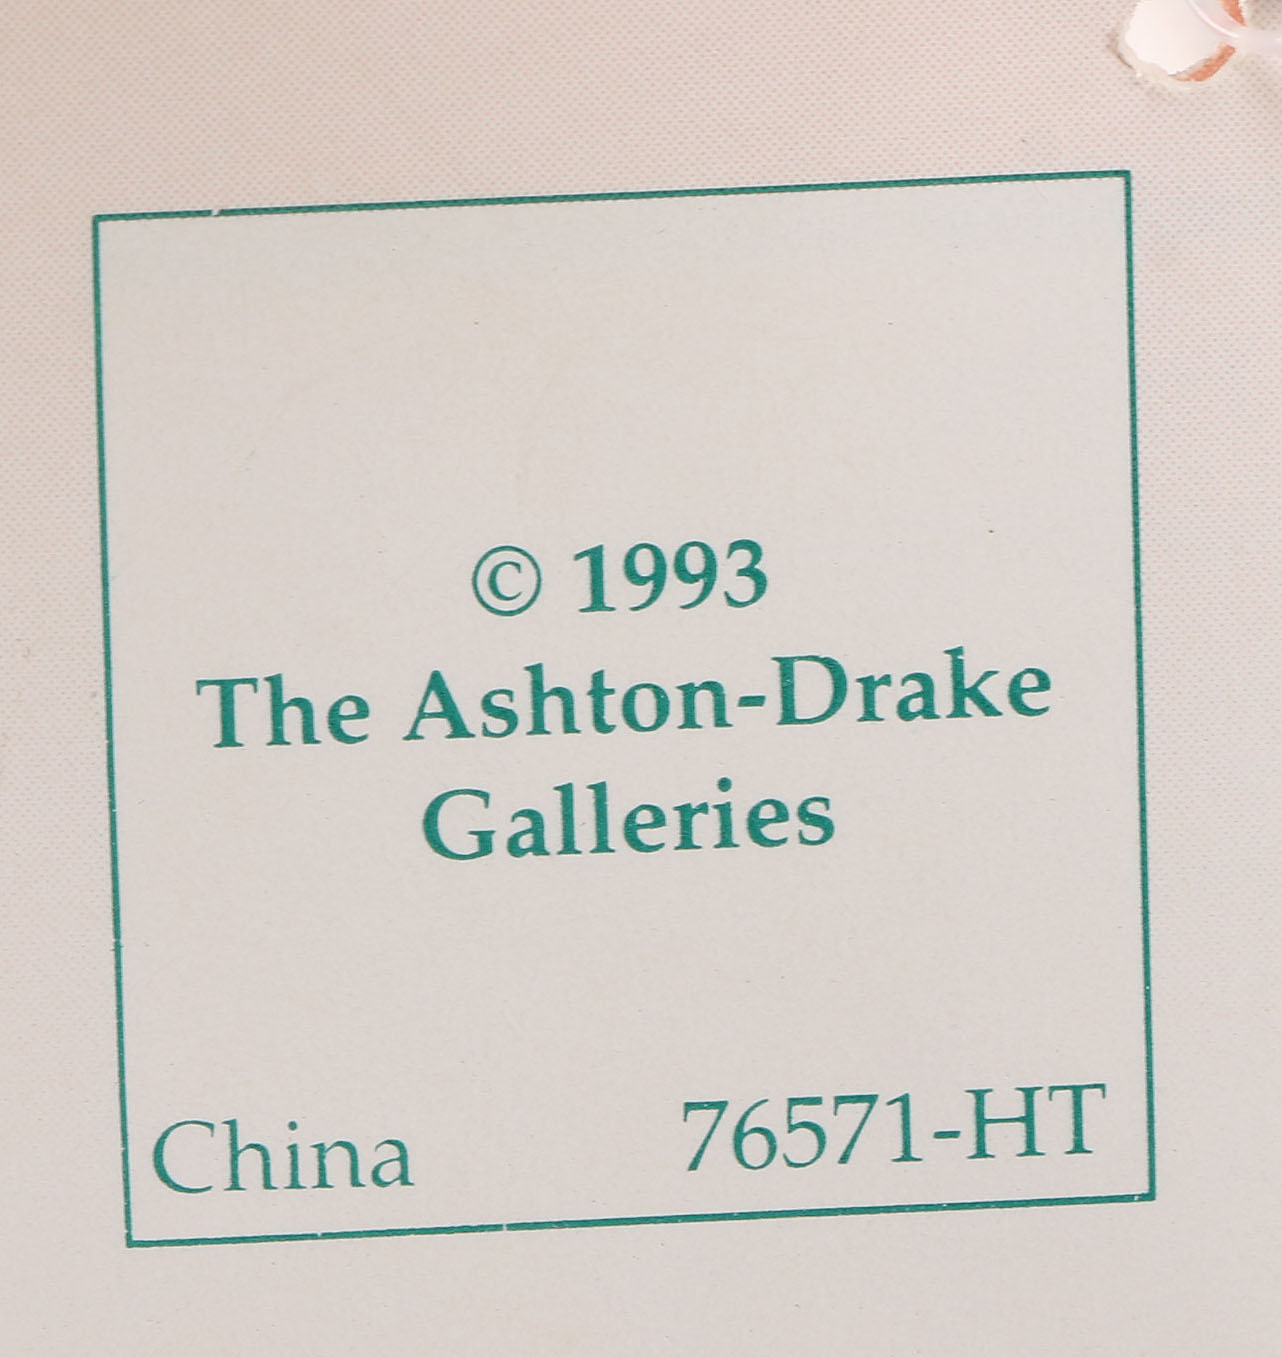 © 1993
The Ashton-Drake
Galleries
China 76571-HT